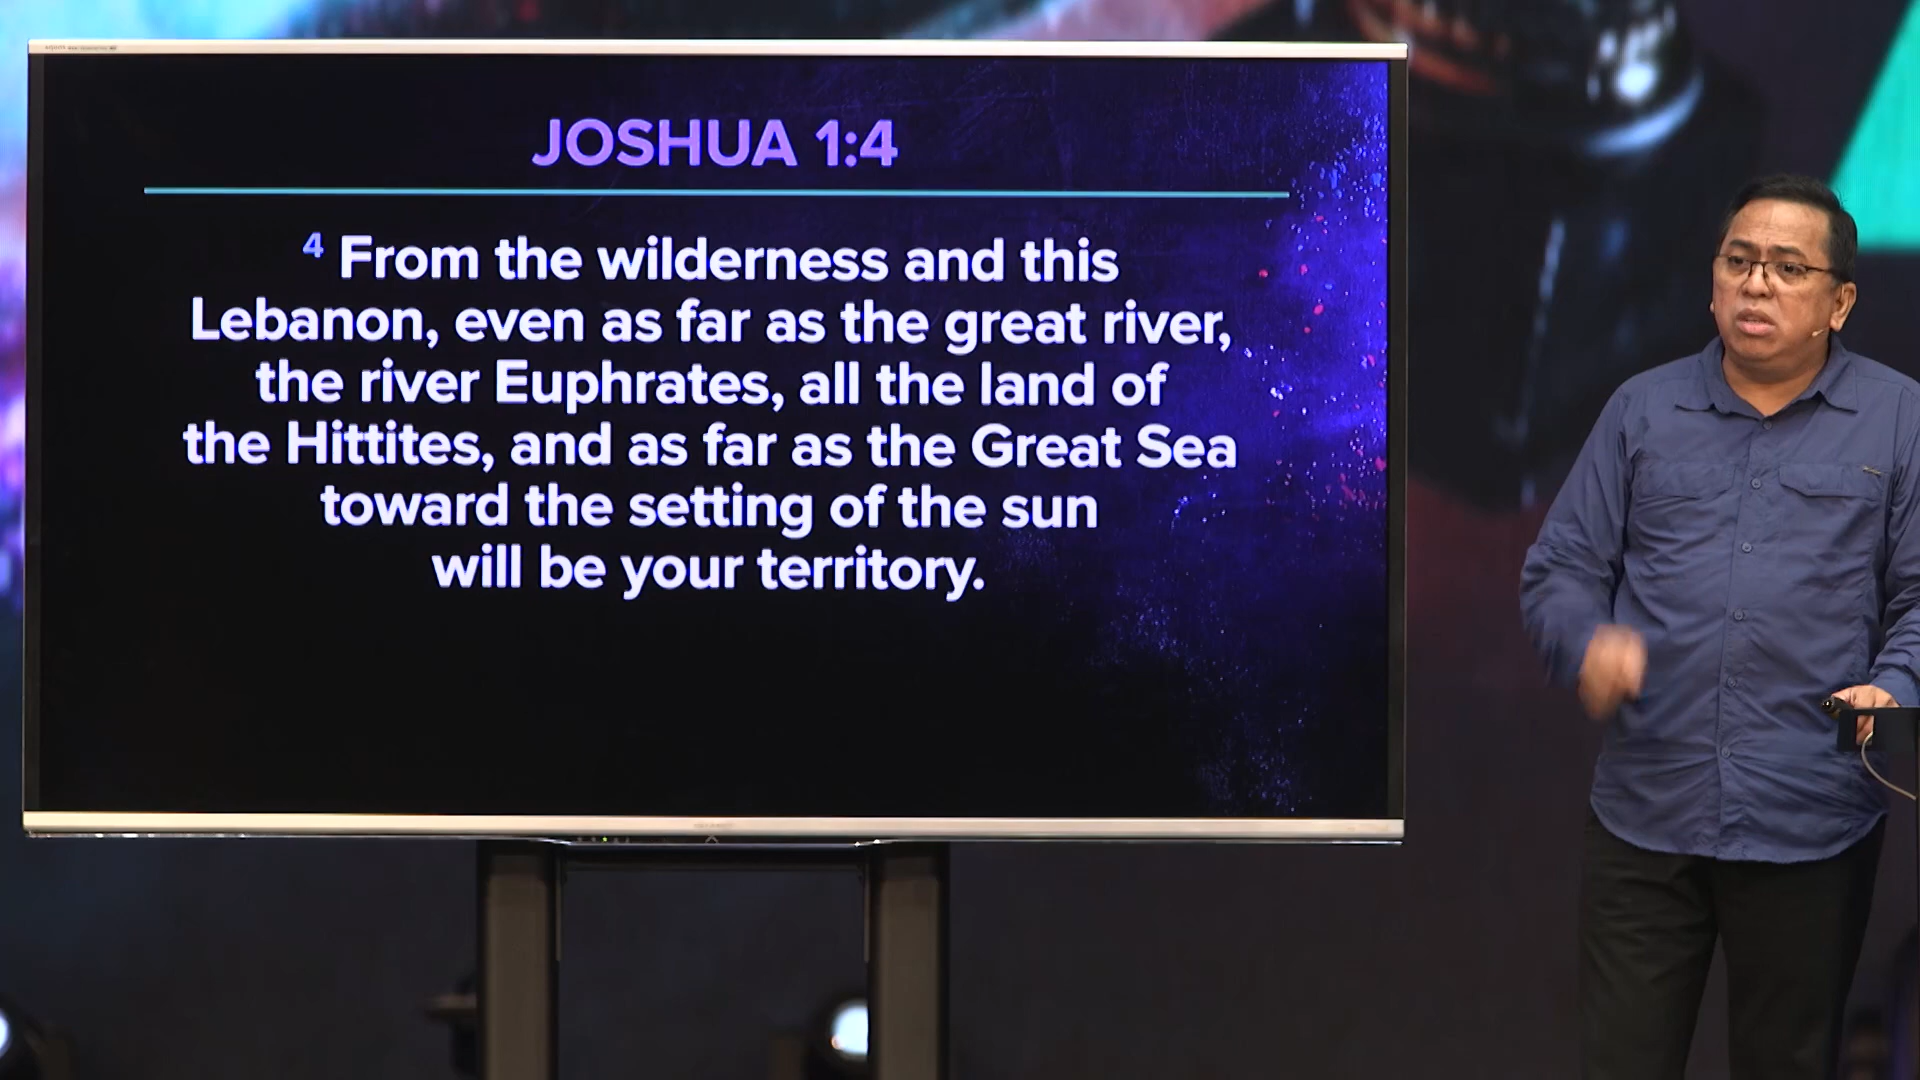 JOSHUA 1:4
4 From the wilderness and this
Lebanon, even as far as the great river,
the river Euphrates, all the land of
the Hittites, and as far as the Great Sea
toward the setting of the sun
will be your territory.